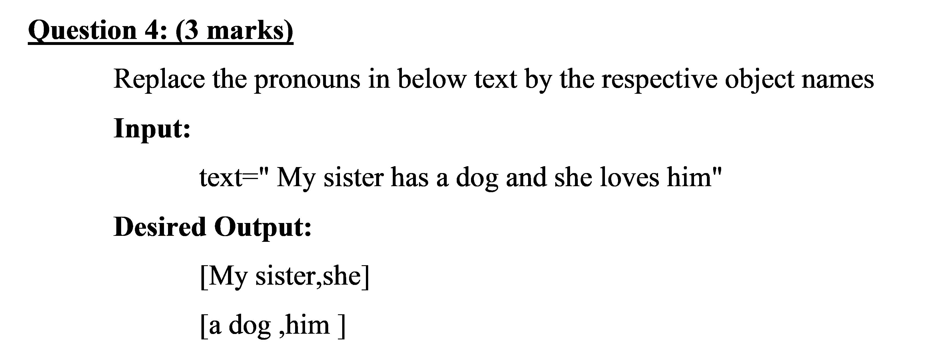 Question 4: (3 marks)
Replace the pronouns in below text by the respective object names
Input:
text=" My sister has a dog and she loves him"
Desired Output:
[My sister,she]
[a dog ,him ]